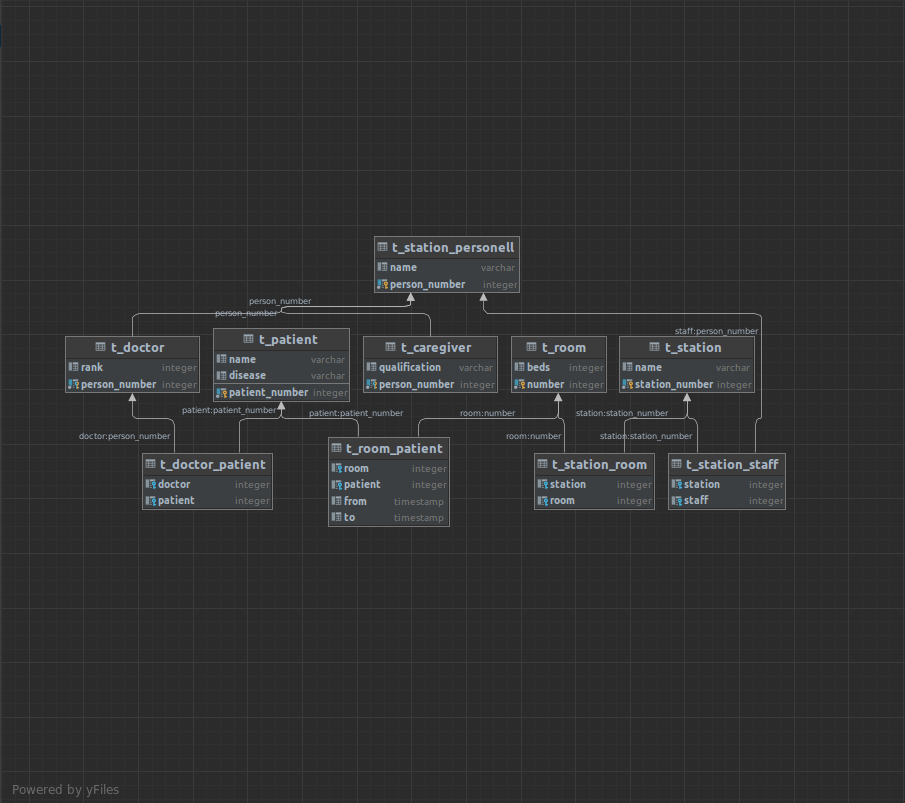 t_station_personell
name varchar
person_number integer
person_number
person_number
staff:person_number
t_doctor
rank integer
person_number integer
t_patient
name varchar
disease varchar
patient_number integer
t_caregiver
qualification varchar
person_number integer
t_room
beds integer
number integer
t_station
name varchar
station_number integer
patient:patient_number
patient:patient_number
room:number
station:station_number
doctor:person_number
room:number
station:station_number
t_doctor_patient
doctor integer
patient integer
t_room_patient
room integer
patient integer
from timestamp
to timestamp
t_station_room
station integer
room integer
t_station_staff
station integer
staff integer
Powered by yFiles